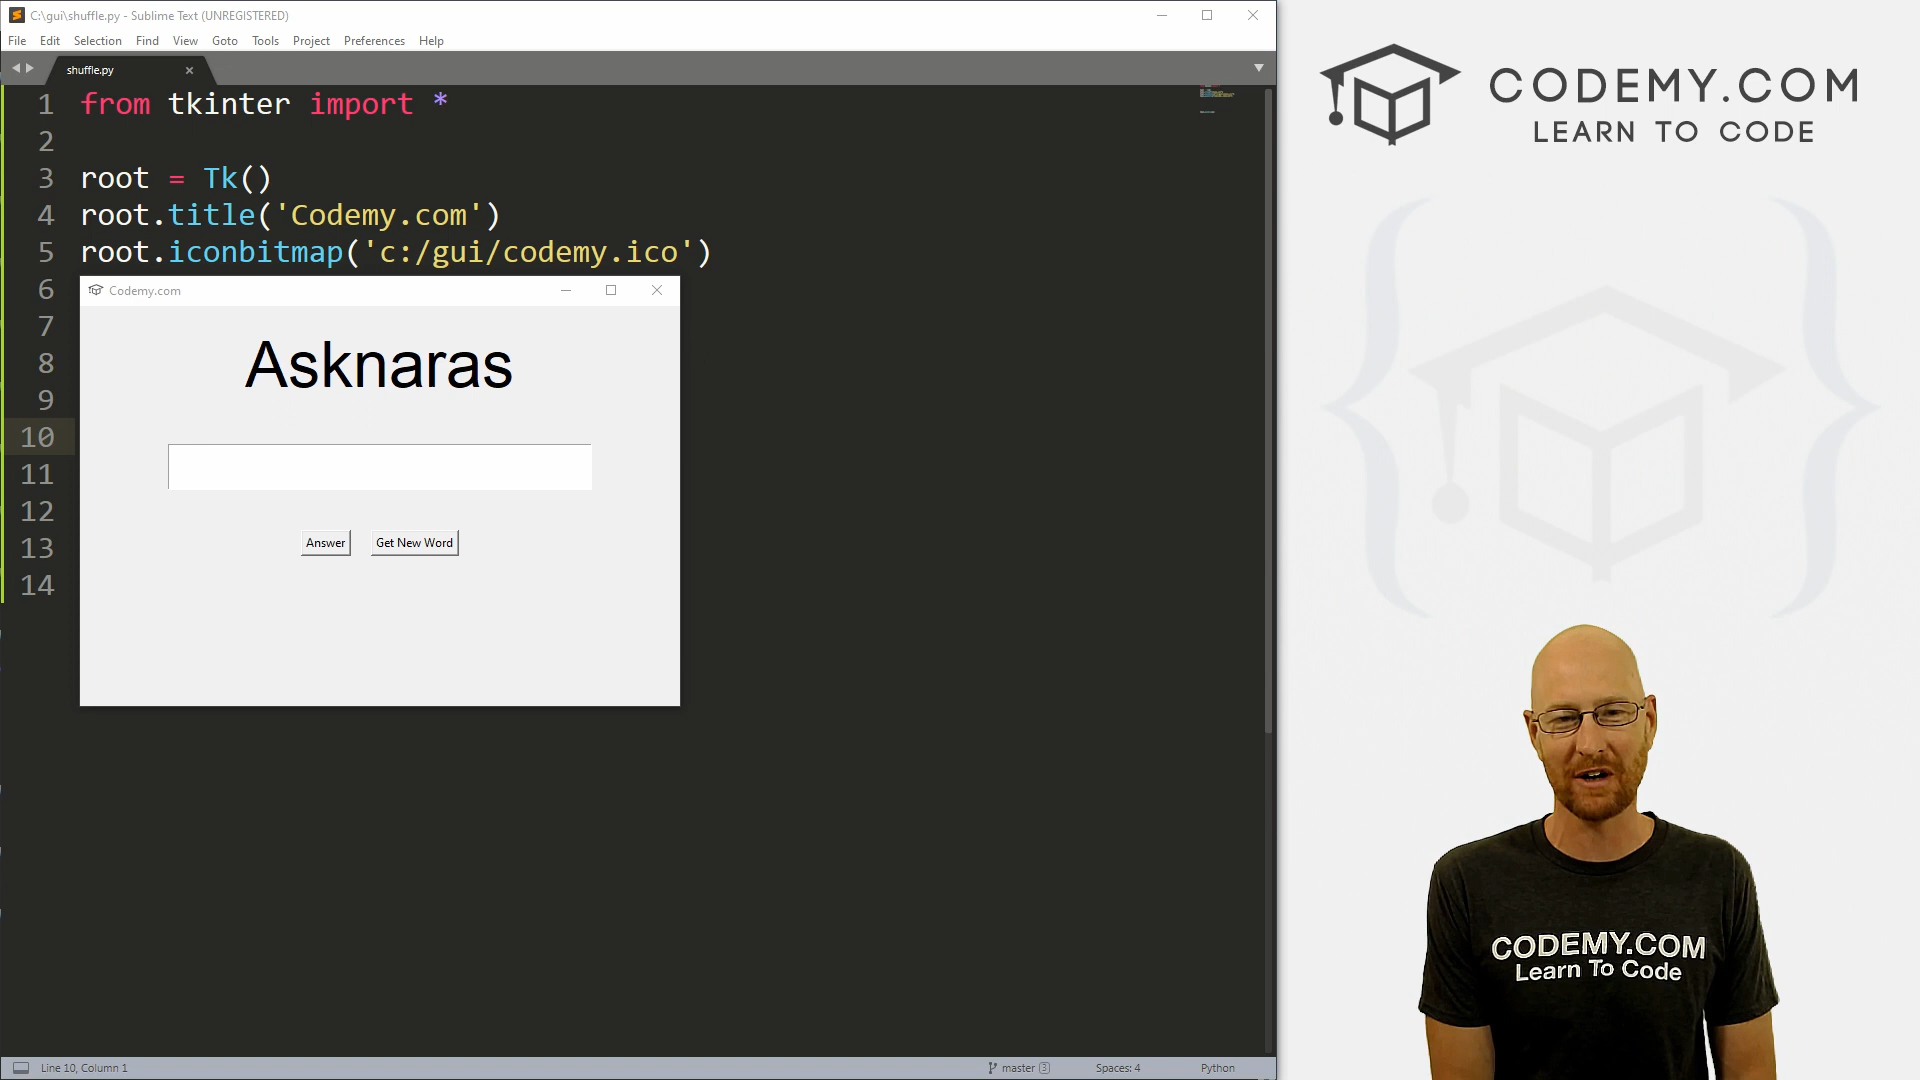 C:\gui\shuffle.py - Sublime Text (UNREGISTERED)
File Edit Selection Find View Goto Tools Project Preferences Help
shuffle.py
1 from tkinter import *
2
3 root = Tk()
4 root.title('Codemy.com')
5 root.iconbitmap('c:/gui/codemy.ico')
6
7
8
9
10
11
12
13
14
Codemy.com
Asknaras
Answer Get New Word
Line 10, Column 1 master 3 Spaces: 4 Python
CODEMY.COM
LEARN TO CODE
CODEMY.COM
Learn To Code